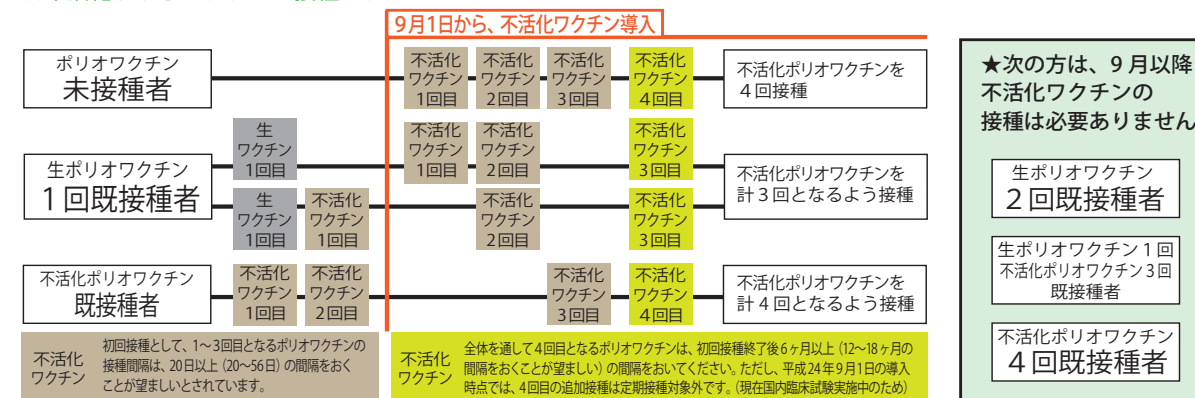 9月1日から、不活化ワクチン導入
ポリオワクチン
未接種者
不活化
ワクチン
1回目
不活化
ワクチン
2回目
不活化
ワクチン
3回目
不活化
ワクチン
4回目
不活化ポリオワクチンを
4回接種
生ポリオワクチン
1回既接種者
生
ワクチン
1回目
不活化
ワクチン
1回目
不活化
ワクチン
2回目
不活化
ワクチン
3回目
生
ワクチン
1回目
不活化
ワクチン
1回目
不活化
ワクチン
2回目
不活化
ワクチン
3回目
不活化ポリオワクチンを
計3回となるよう接種
不活化ポリオワクチン
既接種者
不活化
ワクチン
1回目
不活化
ワクチン
2回目
不活化
ワクチン
3回目
不活化
ワクチン
4回目
不活化ポリオワクチンを
計4回となるよう接種
不活化
ワクチン
初回接種として、1～3回目となるポリオワクチンの
接種間隔は、20日以上(20～56日)の間隔をおく
ことが望ましいとされています。
不活化
ワクチン
全体を通して4回目となるポリオワクチンは、初回接種終了後6ヶ月以上(12～18ヶ月の
間隔をおくことが望ましい)の間隔をおいてください。ただし、平成24年9月1日の導入
時点では、4回目の追加接種は定期接種対象外です。(現在国内臨床試験実施中のため)
★次の方は、9月以降
不活化ワクチンの
接種は必要ありません
生ポリオワクチン
2回既接種者
生ポリオワクチン1回
不活化ポリオワクチン3回
既接種者
不活化ポリオワクチン
4回既接種者